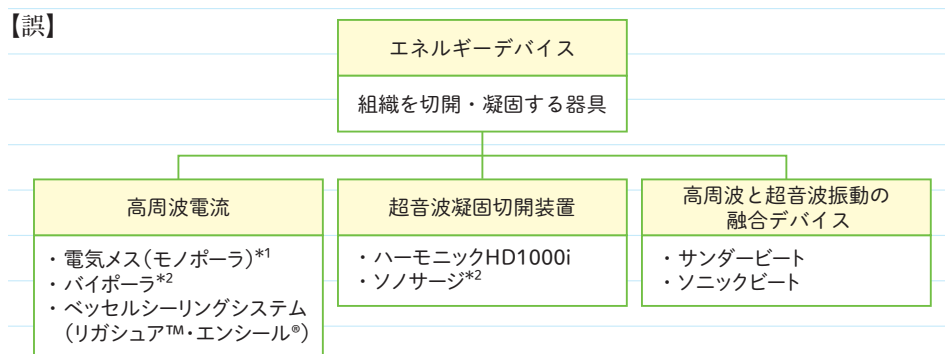 【誤】
エネルギーデバイス
組織を切開・凝固する器具
高周波電流
・電気メス(モノポーラ)*1
・バイポーラ*2
・ベッセルシーリングシステム
(リガシュア™・エンシール®)
超音波凝固切開装置
・ハーモニックHD1000i
・ソノサージ*2
高周波と超音波振動の
融合デバイス
・サンダービート
・ソニックビート